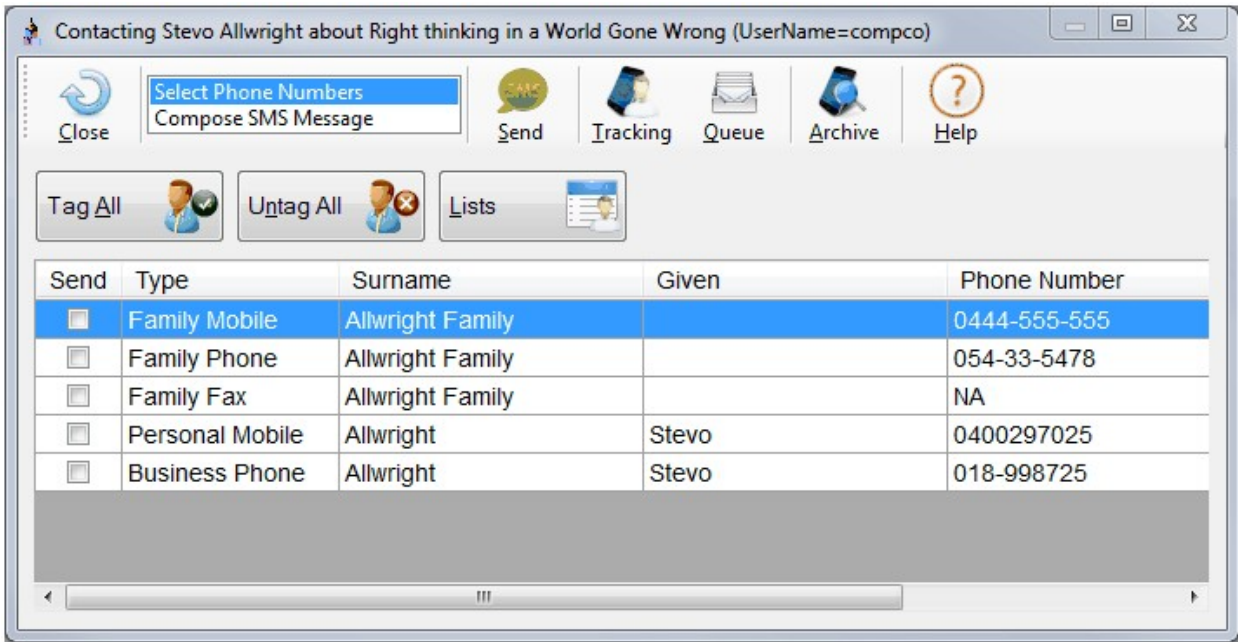 Contacting Stevo Allwright about Right thinking in a World Gone Wrong (UserName=compco)
Select Phone Numbers
Compose SMS Message
Close
SMS
Send
Tracking
Queue
Archive
?
Help
Tag All
Untag All
Lists
Send Type Surname Given Phone Number
Family Mobile Allwright Family 0444-555-555
Family Phone Allwright Family 054-33-5478
Family Fax Allwright Family NA
Personal Mobile Allwright Stevo 0400297025
Business Phone Allwright Stevo 018-998725